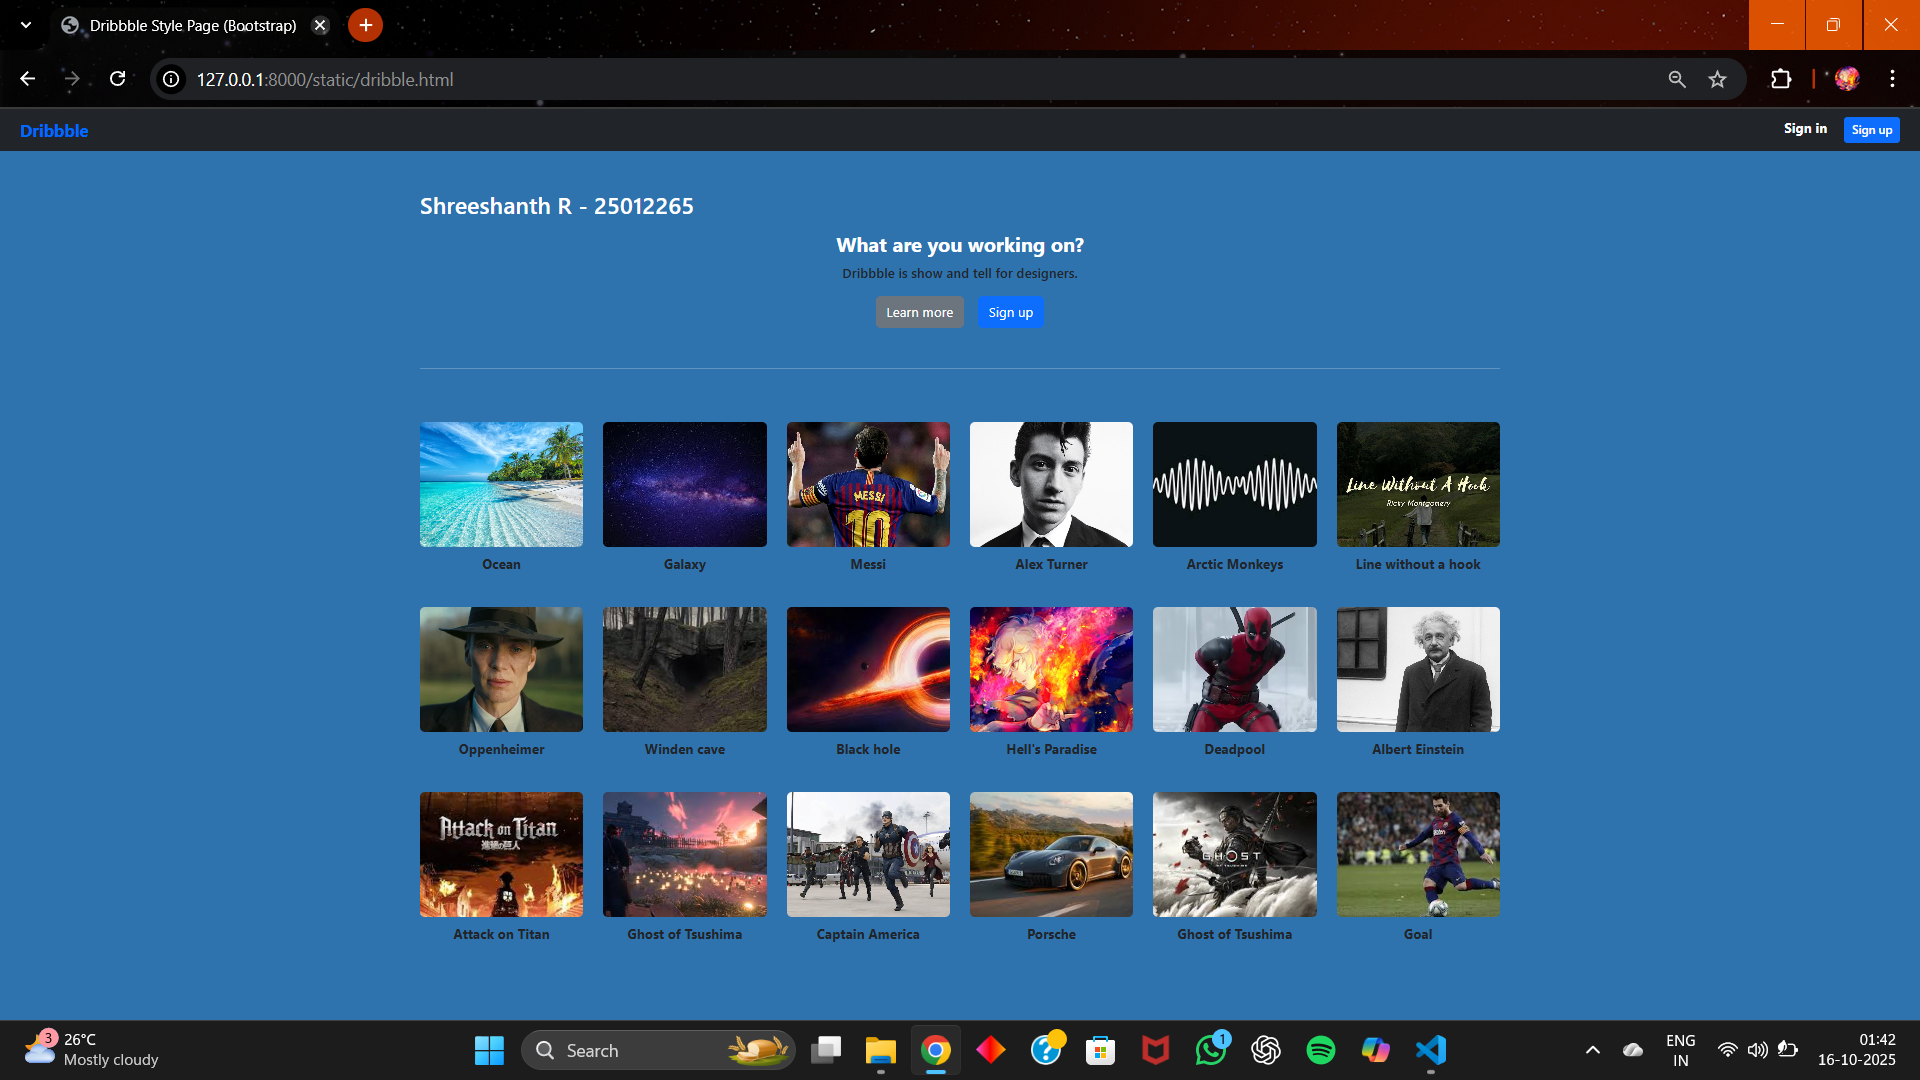 Dribbble Style Page (Bootstrap)
127.0.0.1:8000/static/dribble.html
Dribbble
Sign in
Sign up
Shreeshanth R - 25012265
What are you working on?
Dribbble is show and tell for designers.
Learn more
Sign up
MESSI
10
Line Without A Hook
Ricky Montgomery
Ocean
Galaxy
Messi
Alex Turner
Arctic Monkeys
Line without a hook
Oppenheimer
Winden cave
Black hole
Hell's Paradise
Deadpool
Albert Einstein
Attack on Titan
進撃の巨人
GHOST
OF TSUSHIMA
Attack on Titan
Ghost of Tsushima
Captain America
Porsche
Ghost of Tsushima
Goal
3
26°C
Mostly cloudy
Search
1
ENG
IN
01:42
16-10-2025